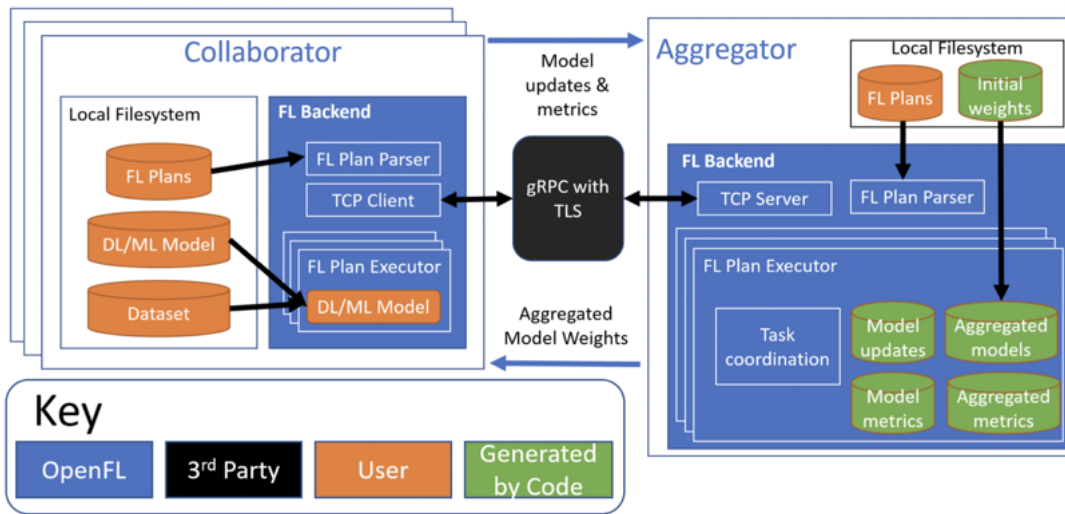 Collaborator
Local Filesystem
FL Plans
DL/ML Model
Dataset
FL Backend
FL Plan Parser
TCP Client
FL Plan Executor
DL/ML Model
Model
updates &
metrics
gRPC with
TLS
Aggregated
Model Weights
Aggregator
Local Filesystem
FL Plans
Initial
weights
FL Backend
TCP Server
FL Plan Parser
FL Plan Executor
Task
coordination
Model
updates
Aggregated
models
Model
metrics
Aggregated
metrics
Key
OpenFL
3rd Party
User
Generated
by Code